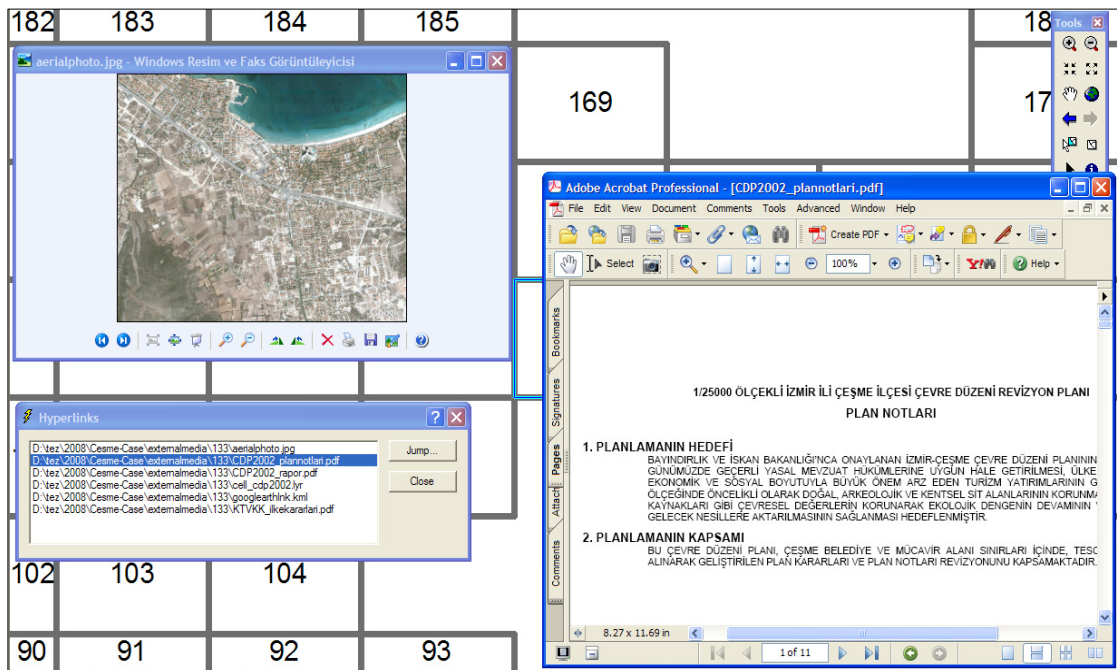 182 183 184 185 18
Tools
aerialphoto.jpg - Windows Resim ve Faks Görüntüleyicisi
169
17
Adobe Acrobat Professional - [CDP2002_plannotlari.pdf]
File Edit View Document Comments Tools Advanced Window Help
Create PDF
Select
100%
Y!
Help
Bookmarks
Signatures
Pages
Attach
Comments
1/25000 ÖLÇEKLİ İZMİR İLİ ÇEŞME İLÇESİ ÇEVRE DÜZENİ REVİZYON PLANI
PLAN NOTLARI
1. PLANLAMANIN HEDEFİ
BAYINDIRLIK VE İSKAN BAKANLIĞI'NCA ONAYLANAN İZMİR-ÇEŞME ÇEVRE DÜZENİ PLANININ
GÜNÜMÜZDE GEÇERLİ YASAL MEVZUAT HÜKÜMLERİNE UYGUN HALE GETİRİLMESİ, ÜLKE
EKONOMİK VE SOSYAL BOYUTUYLA BÜYÜK ÖNEM ARZ EDEN TURİZM YATIRIMLARININ G
ÖLÇEĞİNDE ÖNCELİKLİ OLARAK DOĞAL, ARKEOLOJİK VE KENTSEL SİT ALANLARININ KORUNMA
KAYNAKLARI GİBİ ÇEVRESEL DEĞERLERİN KORUNARAK EKOLOJİK DENGENİN DEVAMININ
GELECEK NESİLLERE AKTARILMASININ SAĞLANMASI HEDEFLENMİŞTİR.
2. PLANLAMANIN KAPSAMI
BU ÇEVRE DÜZENİ PLANI, ÇEŞME BELEDİYE VE MÜCAVİR ALANI SINIRLARI İÇİNDE, TESC
ALINARAK GELİŞTİRİLEN PLAN KARARLARI VE PLAN NOTLARI REVİZYONUNU KAPSAMAKTADIR.
8.27 x 11.69 in
1 of 11
Hyperlinks
D:\tez\2008\Cesme-Case\externalmedia\133\aerialphoto.jpg
D:\tez\2008\Cesme-Case\externalmedia\133\CDP2002_plannotlari.pdf
D:\tez\2008\Cesme-Case\externalmedia\133\CDP2002_rapor.pdf
D:\tez\2008\Cesme-Case\externalmedia\133\cell_cdp2002.lyr
D:\tez\2008\Cesme-Case\externalmedia\133\googlearthlnk.kml
D:\tez\2008\Cesme-Case\externalmedia\133\KTVKK_ilkekararlari.pdf
Jump...
Close
102 103 104
90 91 92 93